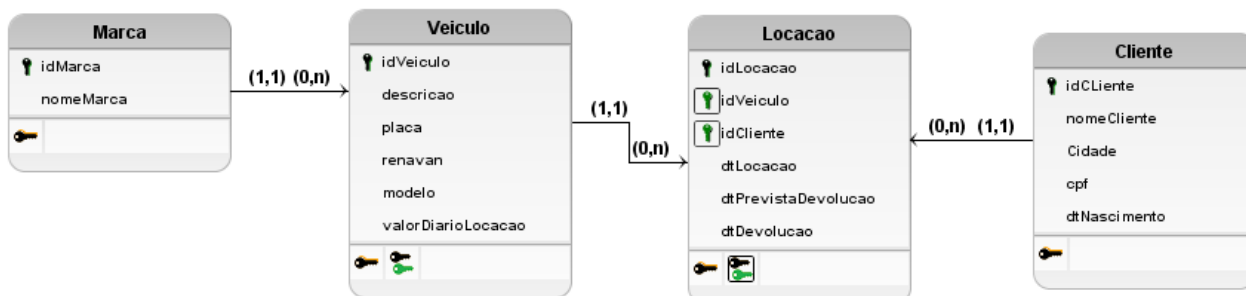 Marca
idMarca
nomeMarca
(1,1) (0,n)
Veiculo
idVeiculo
descricao
placa
renavan
modelo
valorDiarioLocacao
(1,1)
(0,n)
Locacao
idLocacao
idVeiculo
idCliente
dtLocacao
dtPrevistaDevolucao
dtDevolucao
(0,n) (1,1)
Cliente
idCLiente
nomeCliente
Cidade
cpf
dtNascimento